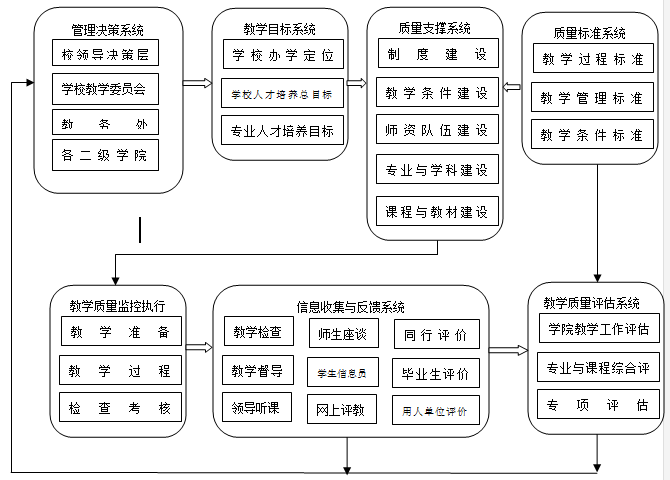 管理决策系统
校领导决策层
学校教学委员会
教务处
各二级学院
教学目标系统
学校办学定位
学校人才培养总目标
专业人才培养目标
质量支撑系统
制度建设
教学条件建设
师资队伍建设
专业与学科建设
课程与教材建设
质量标准系统
教学过程标准
教学管理标准
教学条件标准
教学质量监控执行
教学准备
教学过程
检查考核
信息收集与反馈系统
教学检查
师生座谈
同行评价
教学督导
学生信息员
毕业生评价
领导听课
网上评教
用人单位评价
教学质量评估系统
学院教学工作评估
专业与课程综合评
专项评估